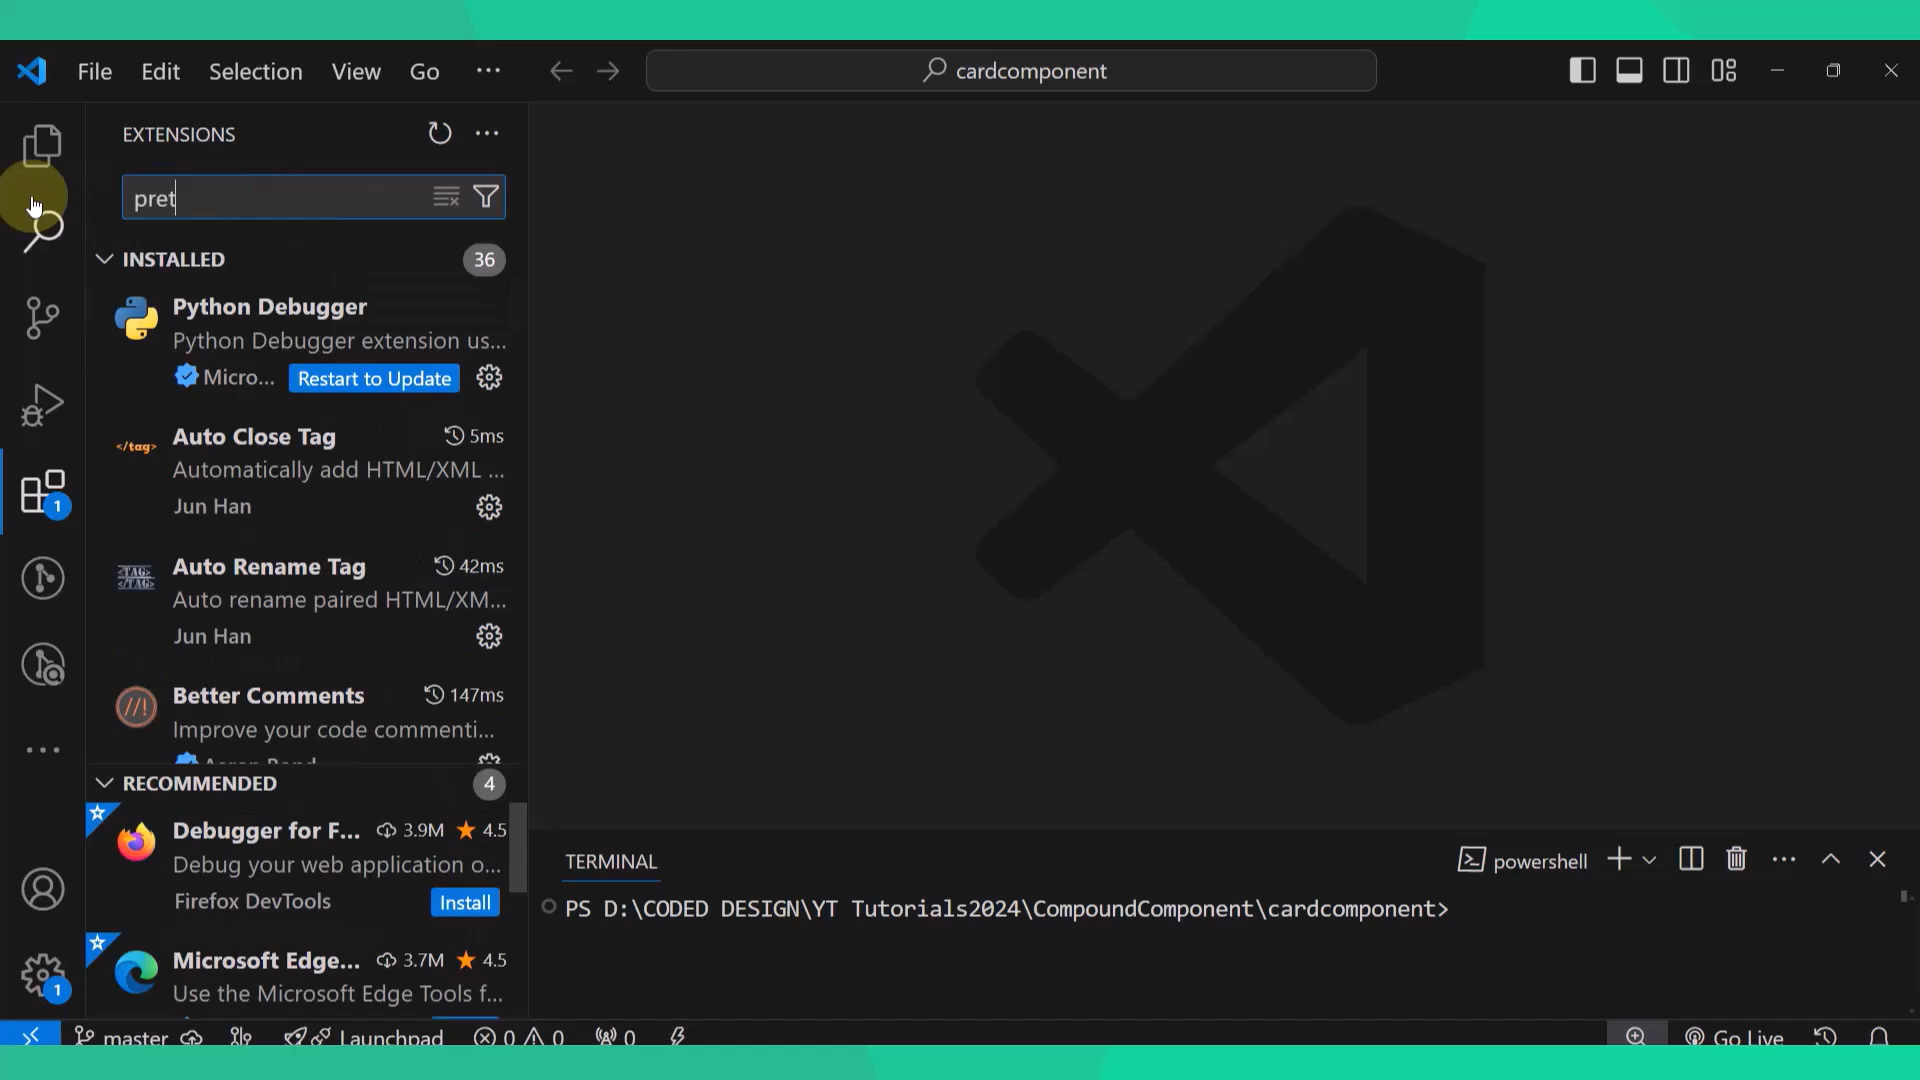 File Edit Selection View Go ···
cardcomponent
EXTENSIONS
pret
INSTALLED 36
Python Debugger
Python Debugger extension us...
Micro... Restart to Update
</tag>
Auto Close Tag 5ms
Automatically add HTML/XML ...
Jun Han
<TAG>
</TAG>
Auto Rename Tag 42ms
Auto rename paired HTML/XM...
Jun Han
//!
Better Comments 147ms
Improve your code commenti...
RECOMMENDED 4
Debugger for F... 3.9M 4.5
Debug your web application o...
Firefox DevTools Install
Microsoft Edge... 3.7M 4.5
Use the Microsoft Edge Tools f...
1
1
TERMINAL
powershell
PS D:\CODED DESIGN\YT Tutorials2024\CompoundComponent\cardcomponent>
master Launchpad 0 0 0 Go Live